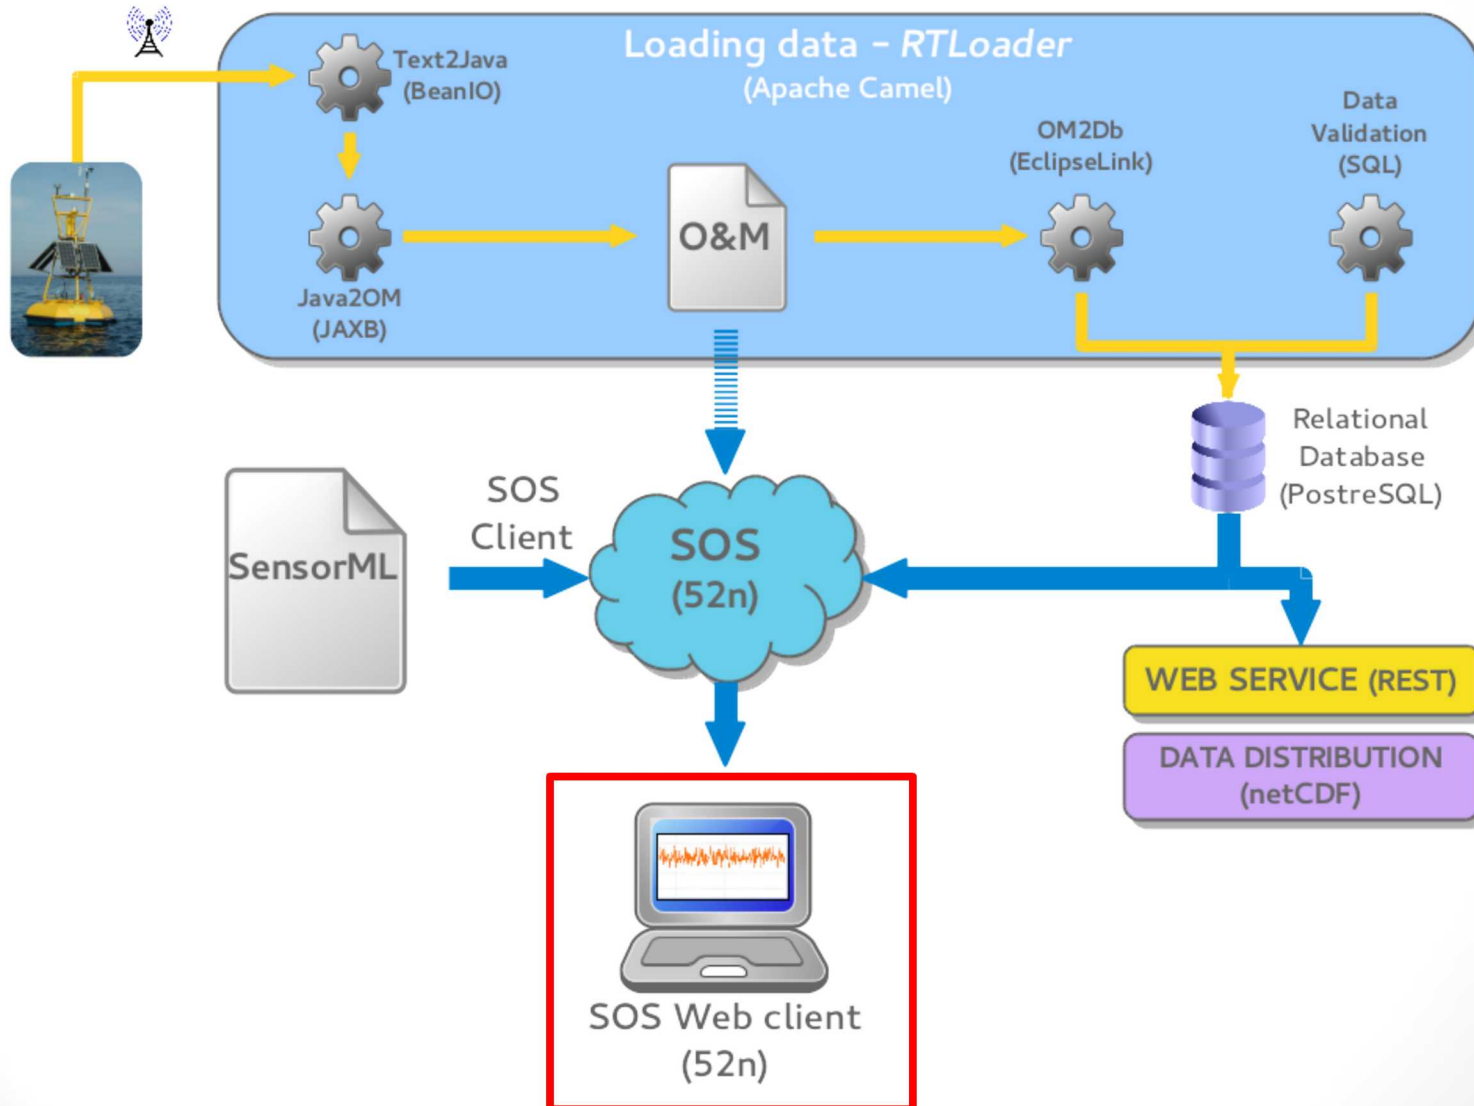 Loading data - RTLoader
(Apache Camel)
Text2Java
(BeanIO)
Data
Validation
(SQL)
OM2Db
(EclipseLink)
O&M
Java2OM
(JAXB)
Relational
Database
(PostreSQL)
SOS
Client
SensorML
SOS
(52n)
WEB SERVICE (REST)
DATA DISTRIBUTION
(netCDF)
SOS Web client
(52n)